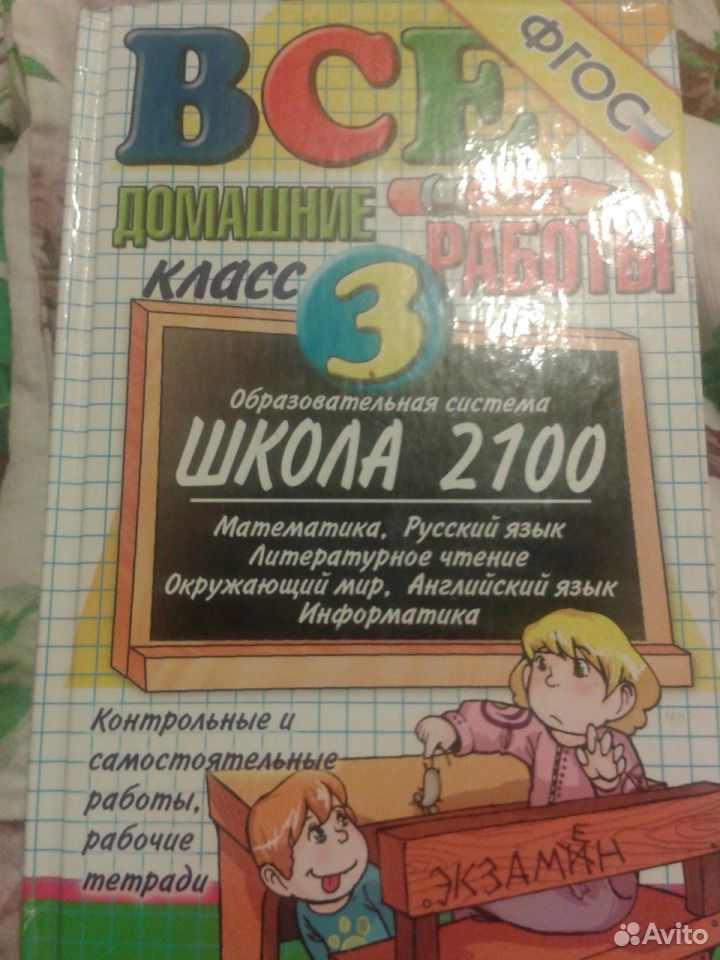 ВСЕ
ФГОС
ДОМАШНИЕ
РАБОТЫ
класс 3
Образовательная система
ШКОЛА 2100
Математика, Русский язык
Литературное чтение
Окружающий мир, Английский язык
Информатика
Контрольные и
самостоятельные
работы,
рабочие
тетради
ЭКЗАМИН
Е
Avito